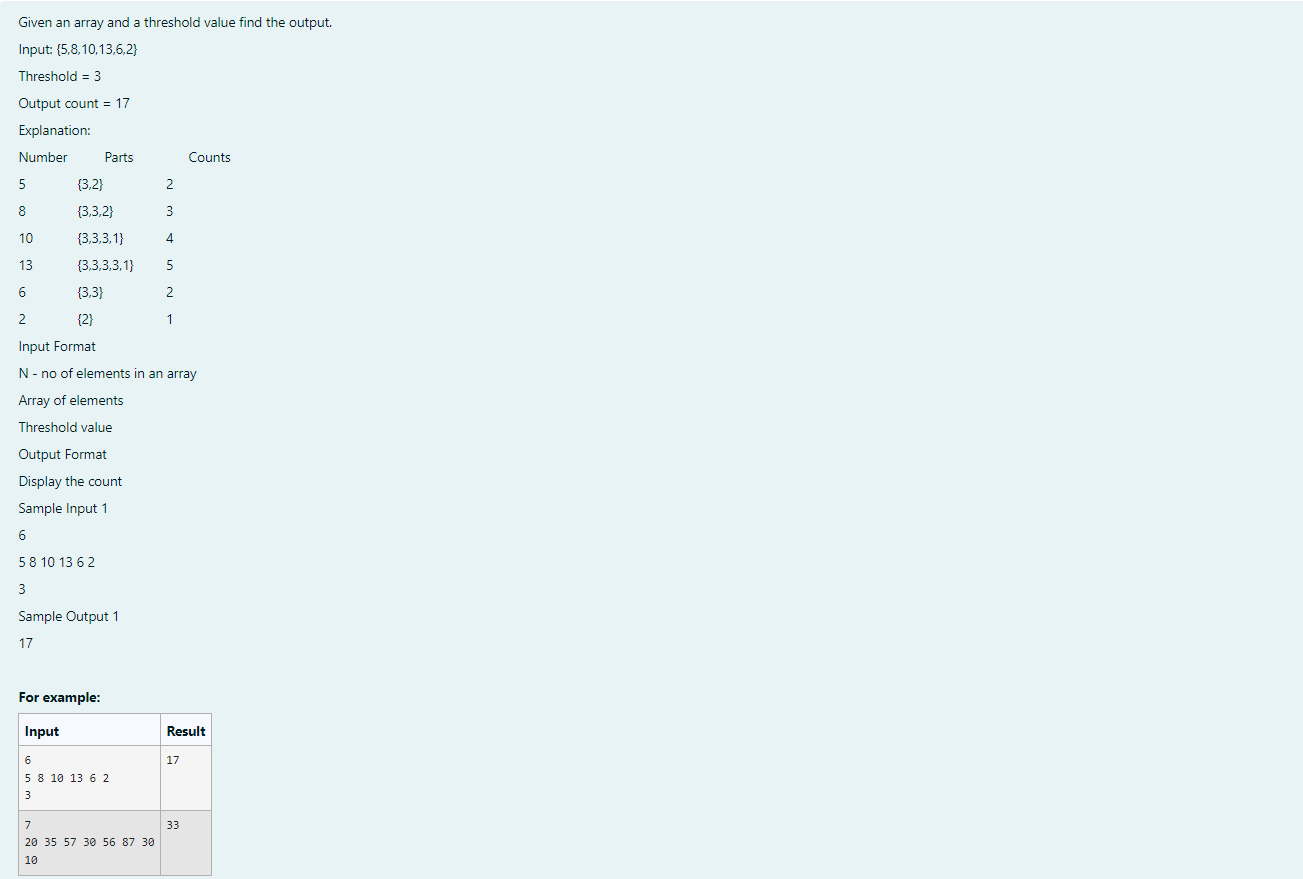 Given an array and a threshold value find the output.
Input: {5,8,10,13,6,2}
Threshold = 3
Output count = 17
Explanation:
Number Parts Counts
5 {3,2} 2
8 {3,3,2} 3
10 {3,3,3,1} 4
13 {3,3,3,3,1} 5
6 {3,3} 2
2 {2} 1
Input Format
N - no of elements in an array
Array of elements
Threshold value
Output Format
Display the count
Sample Input 1
6
5 8 10 13 6 2
3
Sample Output 1
17
For example:
Input Result
6 17
5 8 10 13 6 2
3
7 33
20 35 57 30 56 87 30
10